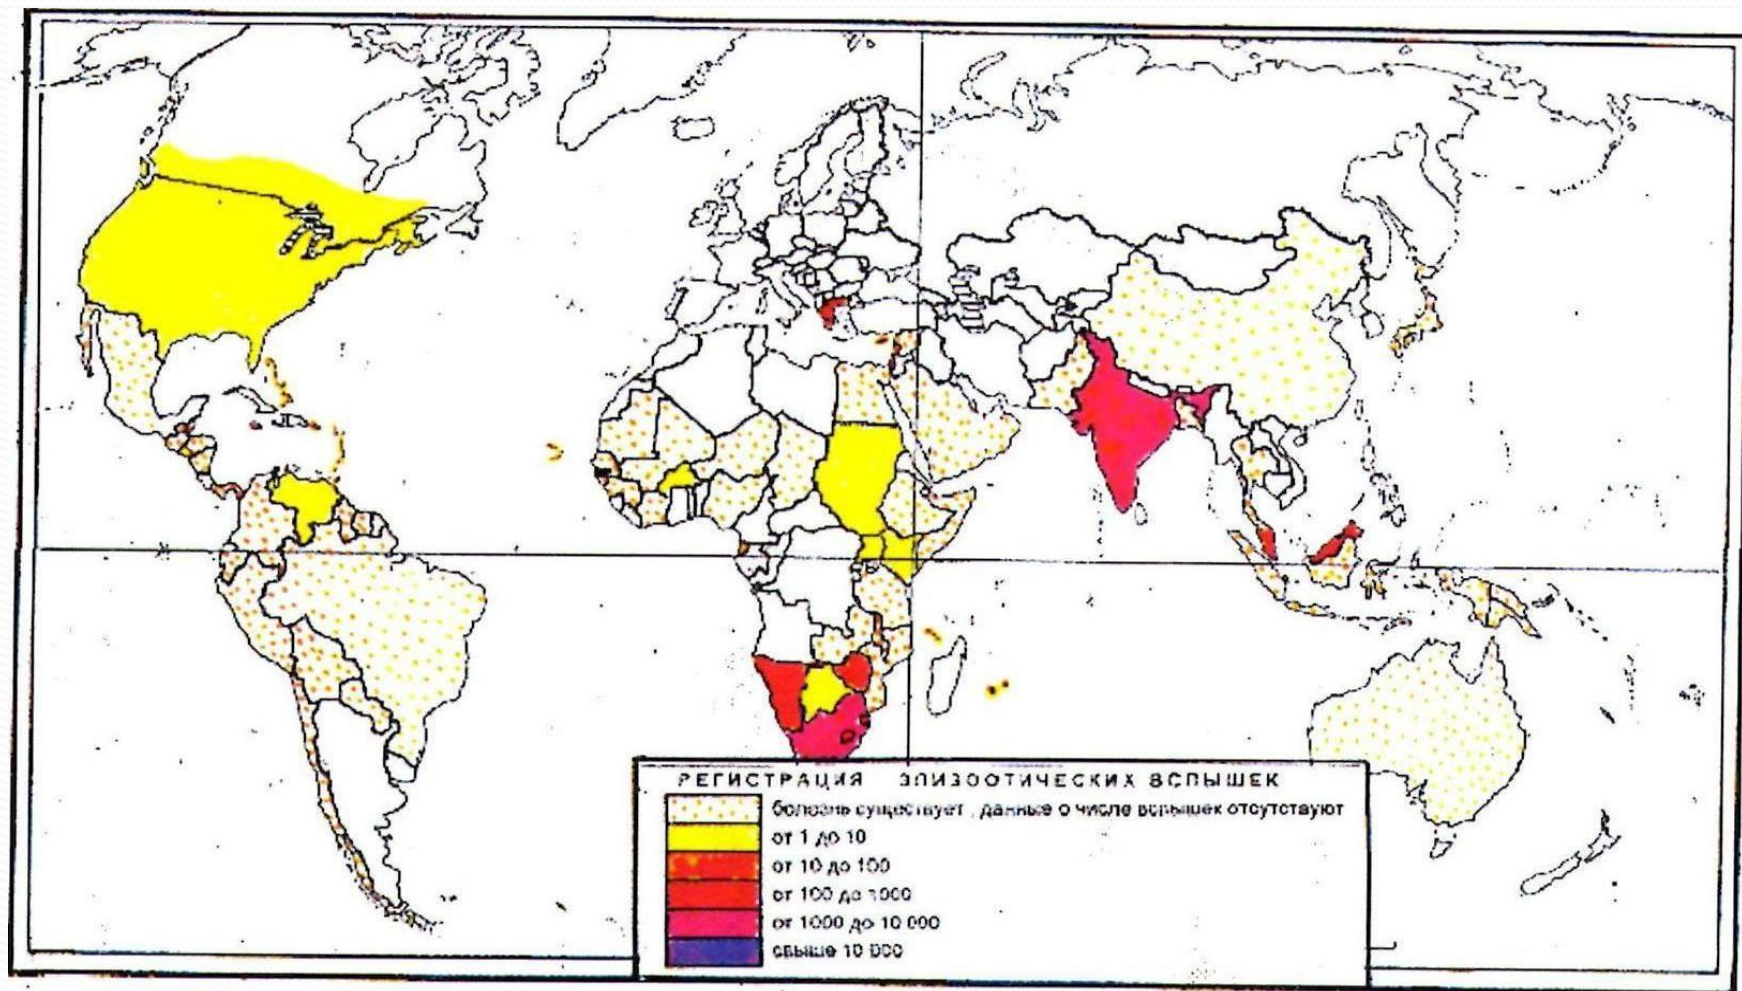 РЕГИСТРАЦИЯ ЭПИЗООТИЧЕСКИХ ВСПЫШЕК
болезнь существует, данные о числе вспышек отсутствуют
от 1 до 10
от 10 до 100
от 100 до 1000
от 1000 до 10 000
свыше 10 000